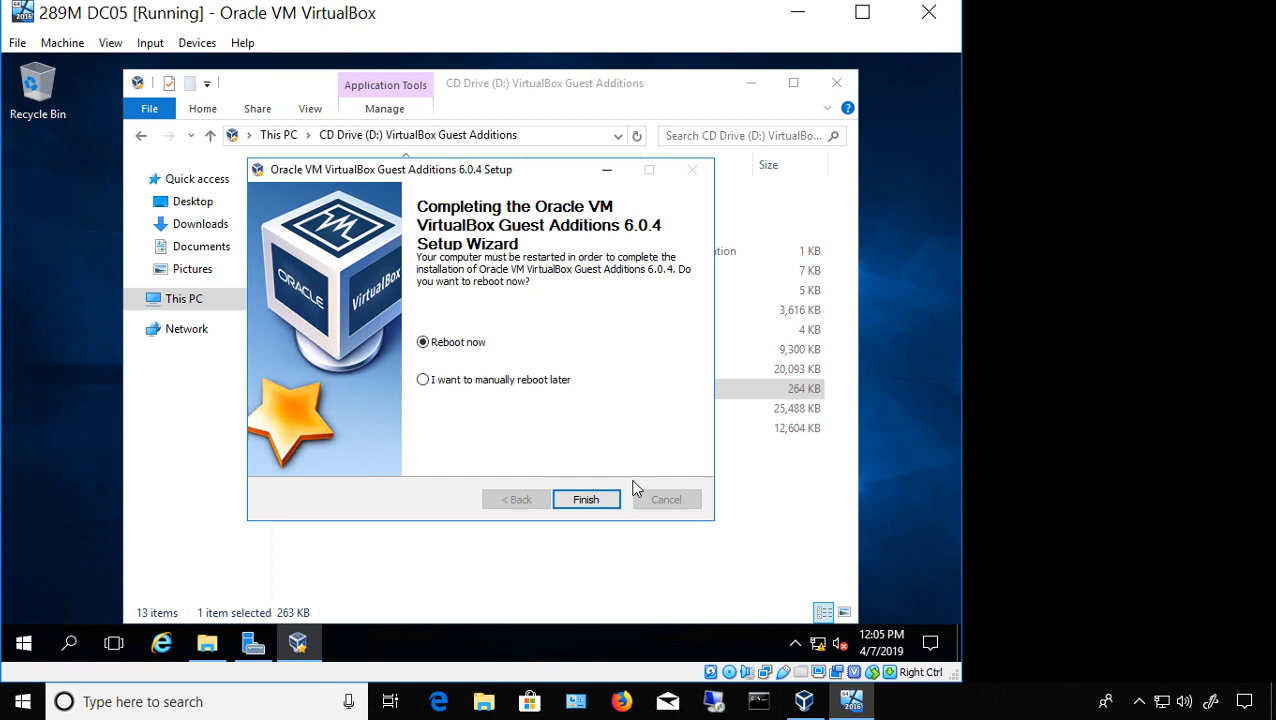 289M DC05 [Running] - Oracle VM VirtualBox
File Machine View Input Devices Help
Recycle Bin
Application Tools
CD Drive (D:) VirtualBox Guest Additions
File Home Share View Manage
This PC CD Drive (D:) VirtualBox Guest Additions
Search CD Drive (D:) VirtualBo...
Size
Quick access
Desktop
Downloads
Documents
Pictures
This PC
Network
Oracle VM VirtualBox Guest Additions 6.0.4 Setup
Completing the Oracle VM
VirtualBox Guest Additions 6.0.4
Setup Wizard
Your computer must be restarted in order to complete the
installation of Oracle VM VirtualBox Guest Additions 6.0.4. Do
you want to reboot now?
Reboot now
I want to manually reboot later
ORACLE
VirtualBox
< Back Finish Cancel
ation 1 KB
7 KB
5 KB
3,616 KB
4 KB
9,300 KB
20,093 KB
264 KB
25,488 KB
12,604 KB
13 items 1 item selected 263 KB
12:05 PM
4/7/2019
Right Ctrl
Type here to search